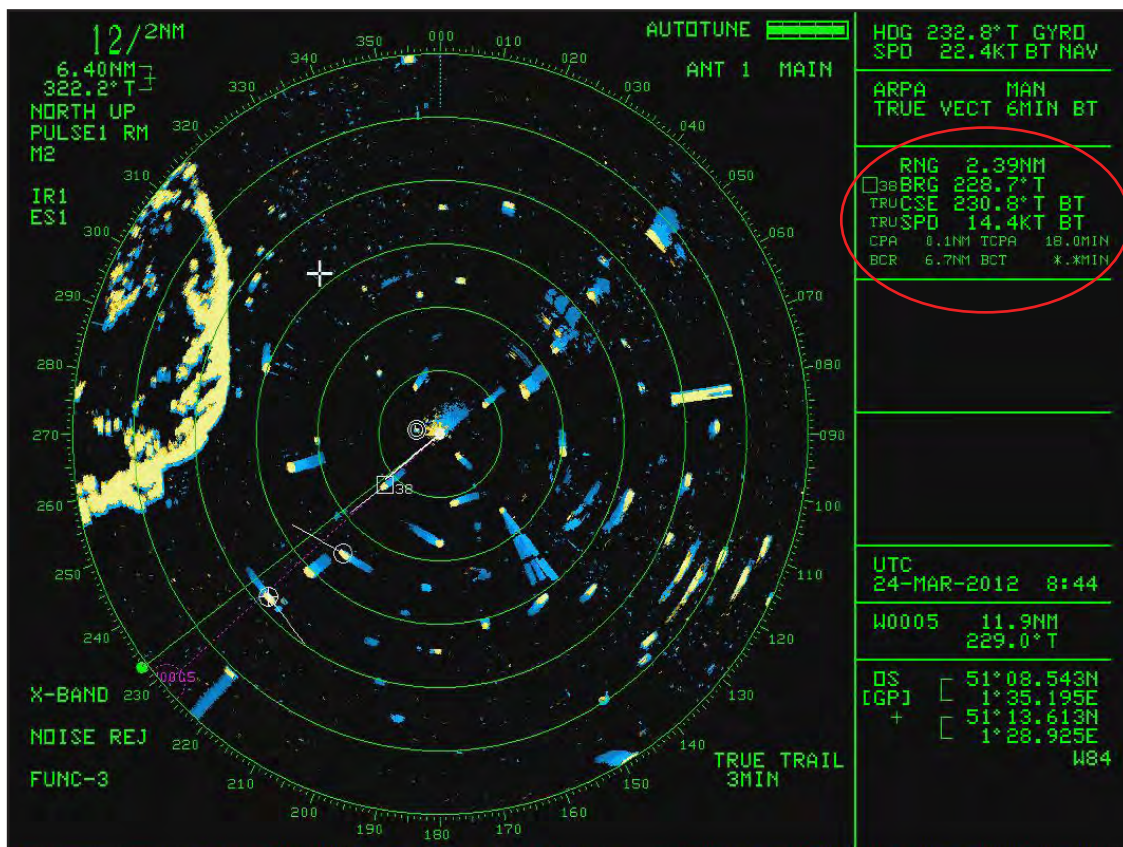 12/2NM
6.40NM
322.2°T
NORTH UP
PULSE1 RM
M2
IR1
ES1
AUTOTUNE
ANT 1 MAIN
350
000
010
340
020
330
030
320
040
310
050
300
060
290
070
280
080
270
090
260
100
250
110
240
120
230
130
220
140
210
150
200
160
190
180
170
38
X-BAND
NOISE REJ
FUNC-3
TRUE TRAIL
3MIN
HDG 232.8°T GYRO
SPD 22.4KT BT NAV
ARPA MAN
TRUE VECT 6MIN BT
RNG 2.39NM
38 BRG 228.7°T
TRU CSE 230.8°T BT
TRU SPD 14.4KT BT
CPA 0.1NM TCPA 18.0MIN
BCR 6.7NM BCT *.*MIN
UTC
24-MAR-2012 8:44
W0005 11.9NM
229.0°T
OS 51°08.543N
[GP] 1°35.195E
+ 51°13.613N
1°28.925E
W84